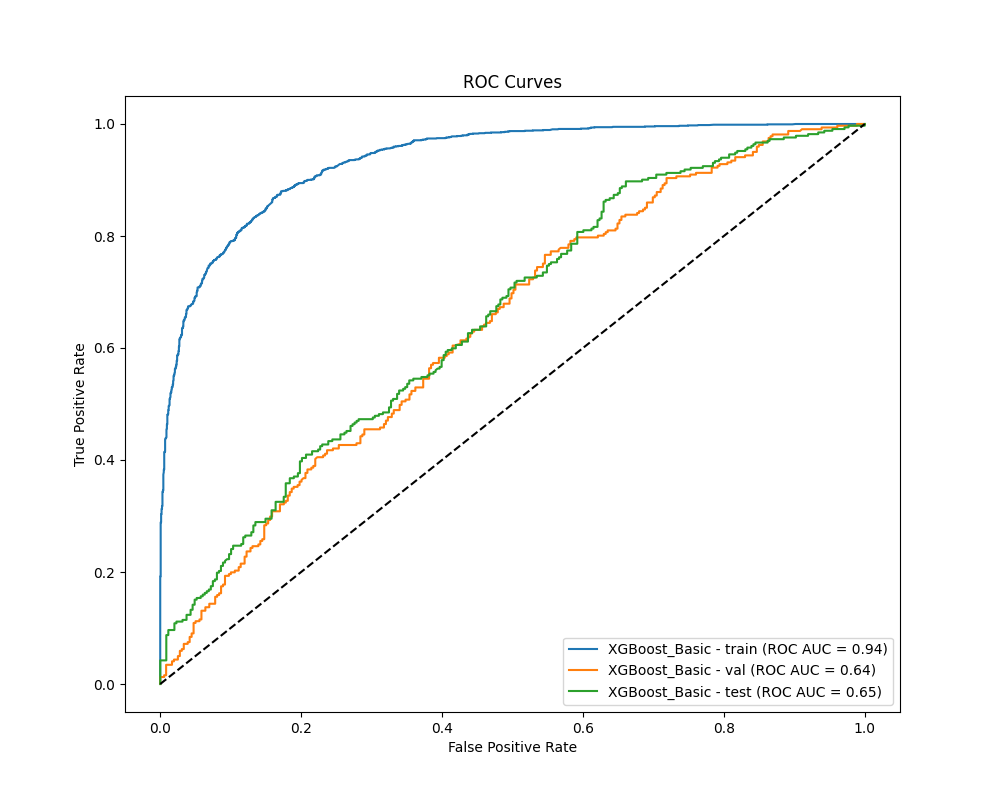 ROC Curves
True Positive Rate
1.0
0.8
0.6
0.4
0.2
0.0
0.0 0.2 0.4 0.6 0.8 1.0
False Positive Rate
XGBoost_Basic - train (ROC AUC = 0.94)
XGBoost_Basic - val (ROC AUC = 0.64)
XGBoost_Basic - test (ROC AUC = 0.65)